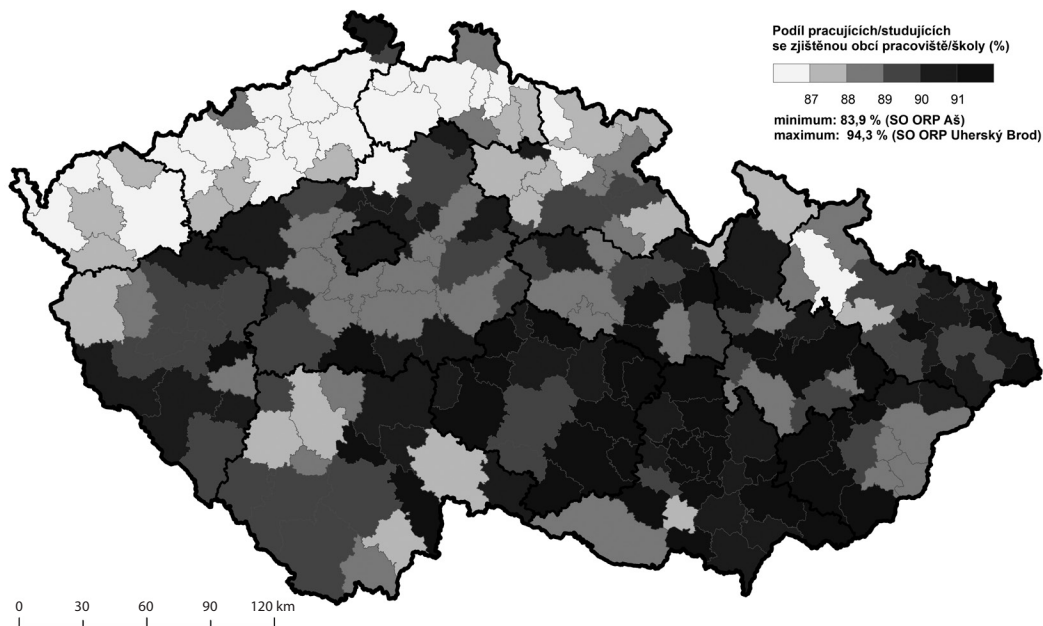 Podíl pracujících/studujících
se zjištěnou obcí pracoviště/školy (%)
87 88 89 90 91
minimum: 83,9 % (SO ORP Aš)
maximum: 94,3 % (SO ORP Uherský Brod)
0 30 60 90 120 km